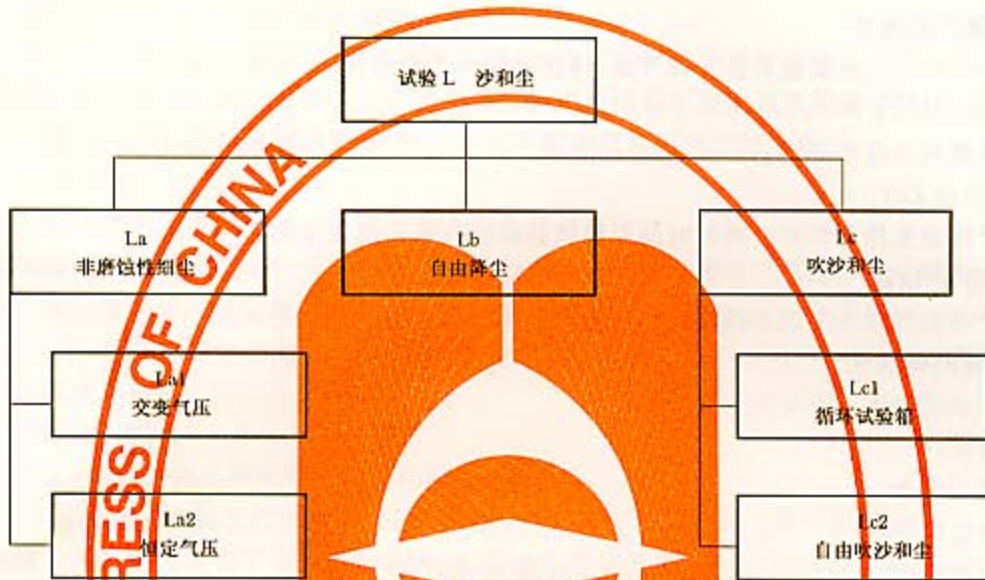 试验 L 沙和尘
La
非磨蚀性细尘
Lb
自由降尘
Lc
吹沙和尘
La1
交变气压
Lc1
循环试验箱
La2
恒定气压
Lc2
自由吹沙和尘
RESS OF CHINA